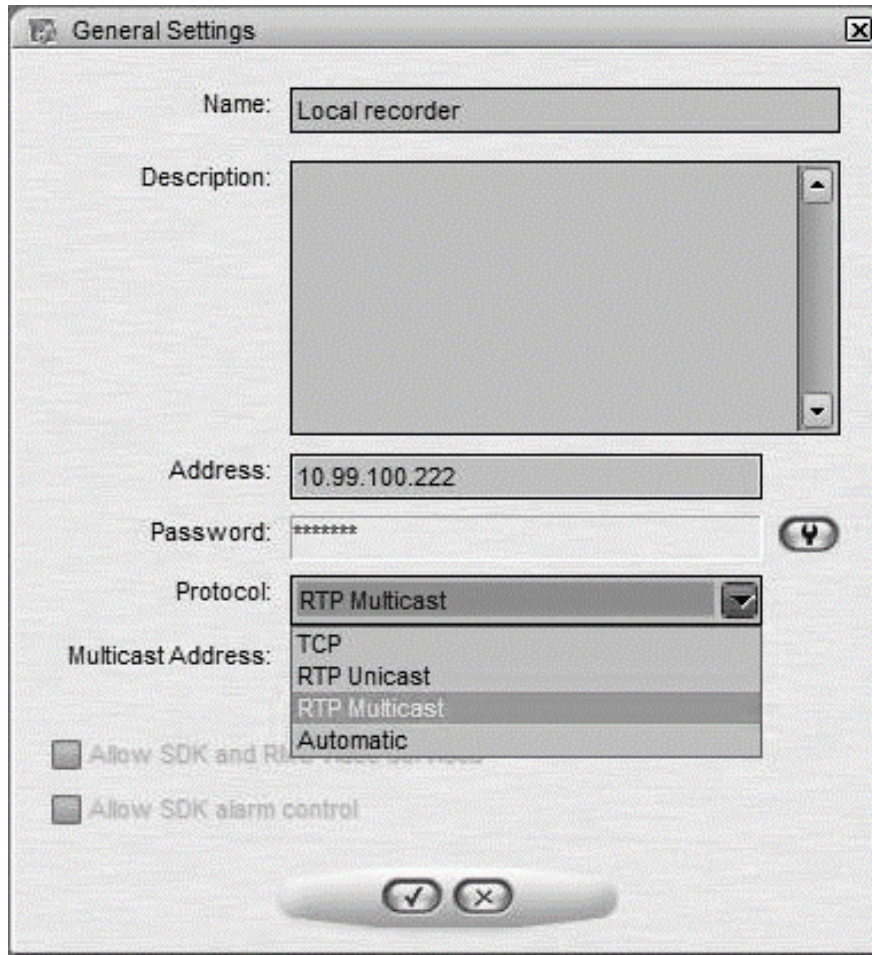 General Settings
Name: Local recorder
Description:
Address: 10.99.100.222
Password: *******
Protocol: RTP Multicast
TCP
Multicast Address:
RTP Unicast
RTP Multicast
Automatic
Allow SDK and
Allow SDK alarm control